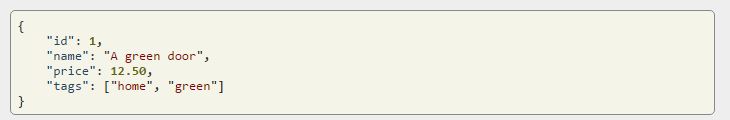 {
    "id": 1,
    "name": "A green door",
    "price": 12.50,
    "tags": ["home", "green"]
}